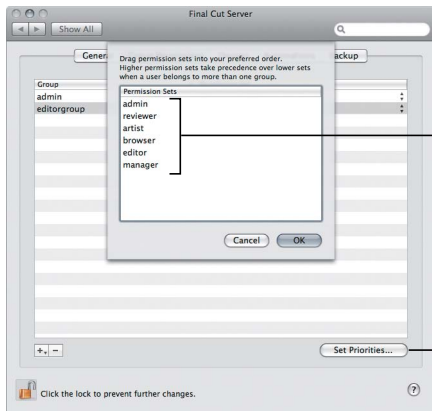 Final Cut Server
Show All
Gener
ackup
Drag permission sets into your preferred order.
Higher permission sets take precedence over lower sets
when a user belongs to more than one group.
Group
admin
editorgroup
Permission Sets
admin
reviewer
artist
browser
editor
manager
Cancel
OK
Set Priorities...
Click the lock to prevent further changes.
?